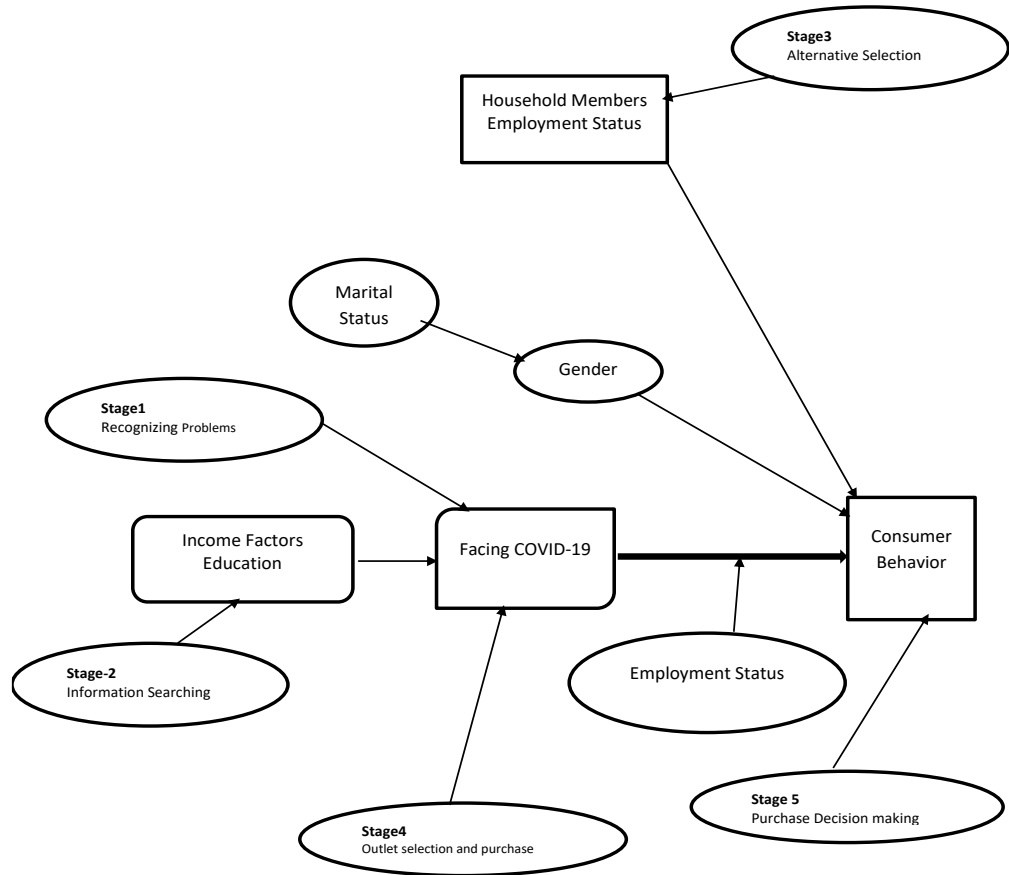 Stage3
Alternative Selection
Household Members
Employment Status
Marital
Status
Gender
Stage1
Recognizing Problems
Income Factors
Education
Facing COVID-19
Consumer
Behavior
Stage-2
Information Searching
Employment Status
Stage 5
Purchase Decision making
Stage4
Outlet selection and purchase